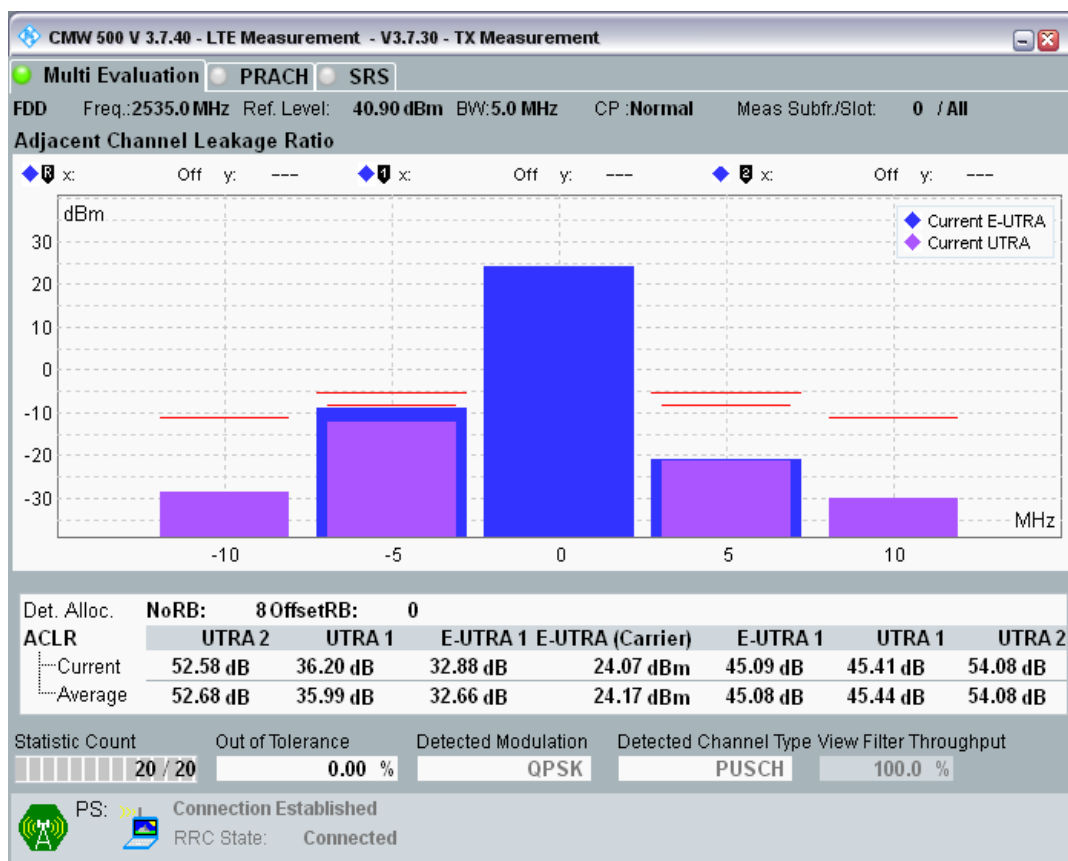 CMW 500 V 3.7.40 - LTE Measurement - V3.7.30 - TX Measurement
Multi Evaluation PRACH SRS
FDD Freq.:2535.0 MHz Ref. Level: 40.90 dBm BW:5.0 MHz CP :Normal Meas Subfr./Slot: 0 / All
Adjacent Channel Leakage Ratio
R x: Off y: --- 1 x: Off y: --- 2 x: Off y: ---
dBm
Current E-UTRA
Current UTRA
30
20
10
0
-10
-20
-30
MHz
-10 -5 0 5 10
Det. Alloc. NoRB: 8 OffsetRB: 0
ACLR UTRA 2 UTRA 1 E-UTRA 1 E-UTRA (Carrier) E-UTRA 1 UTRA 1 UTRA 2
Current 52.58 dB 36.20 dB 32.88 dB 24.07 dBm 45.09 dB 45.41 dB 54.08 dB
Average 52.68 dB 35.99 dB 32.66 dB 24.17 dBm 45.08 dB 45.44 dB 54.08 dB
Statistic Count Out of Tolerance Detected Modulation Detected Channel Type View Filter Throughput
20 / 20 0.00 % QPSK PUSCH 100.0 %
PS: Connection Established
RRC State: Connected